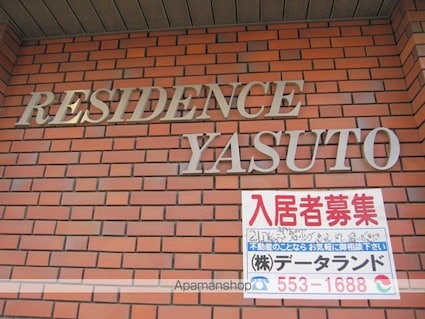 RESIDENCE
YASUTO
入居者募集
不動産のことなら お気軽に御相談下さい
(株)データランド
553-1688
Apamanshop